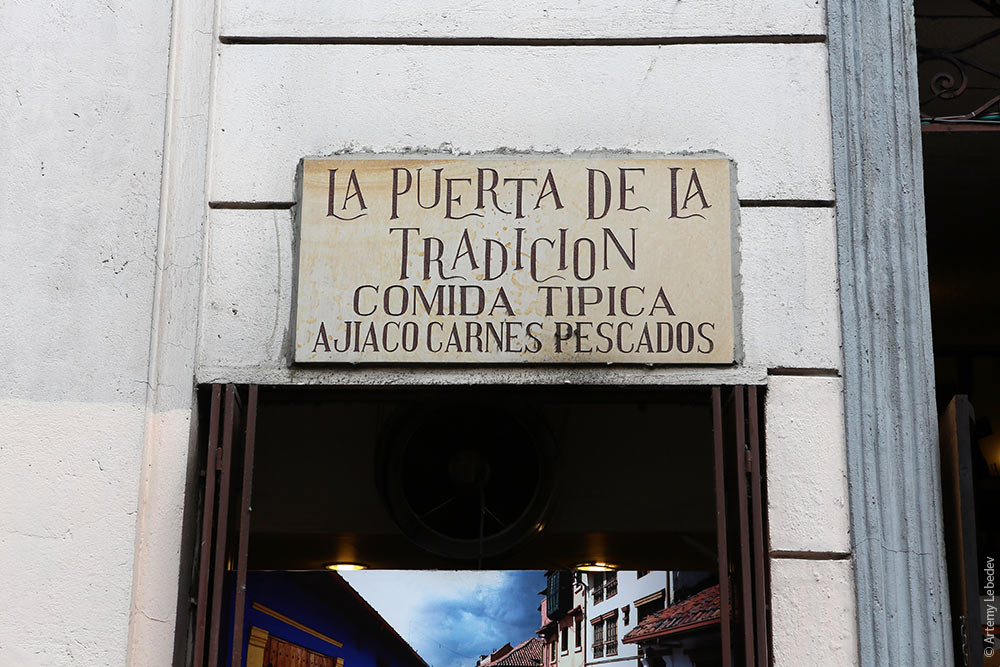 LA PUERTA DE LA
TRADICION
COMIDA TIPICA
AJIACO CARNES PESCADOS
© Artemy Lebedev